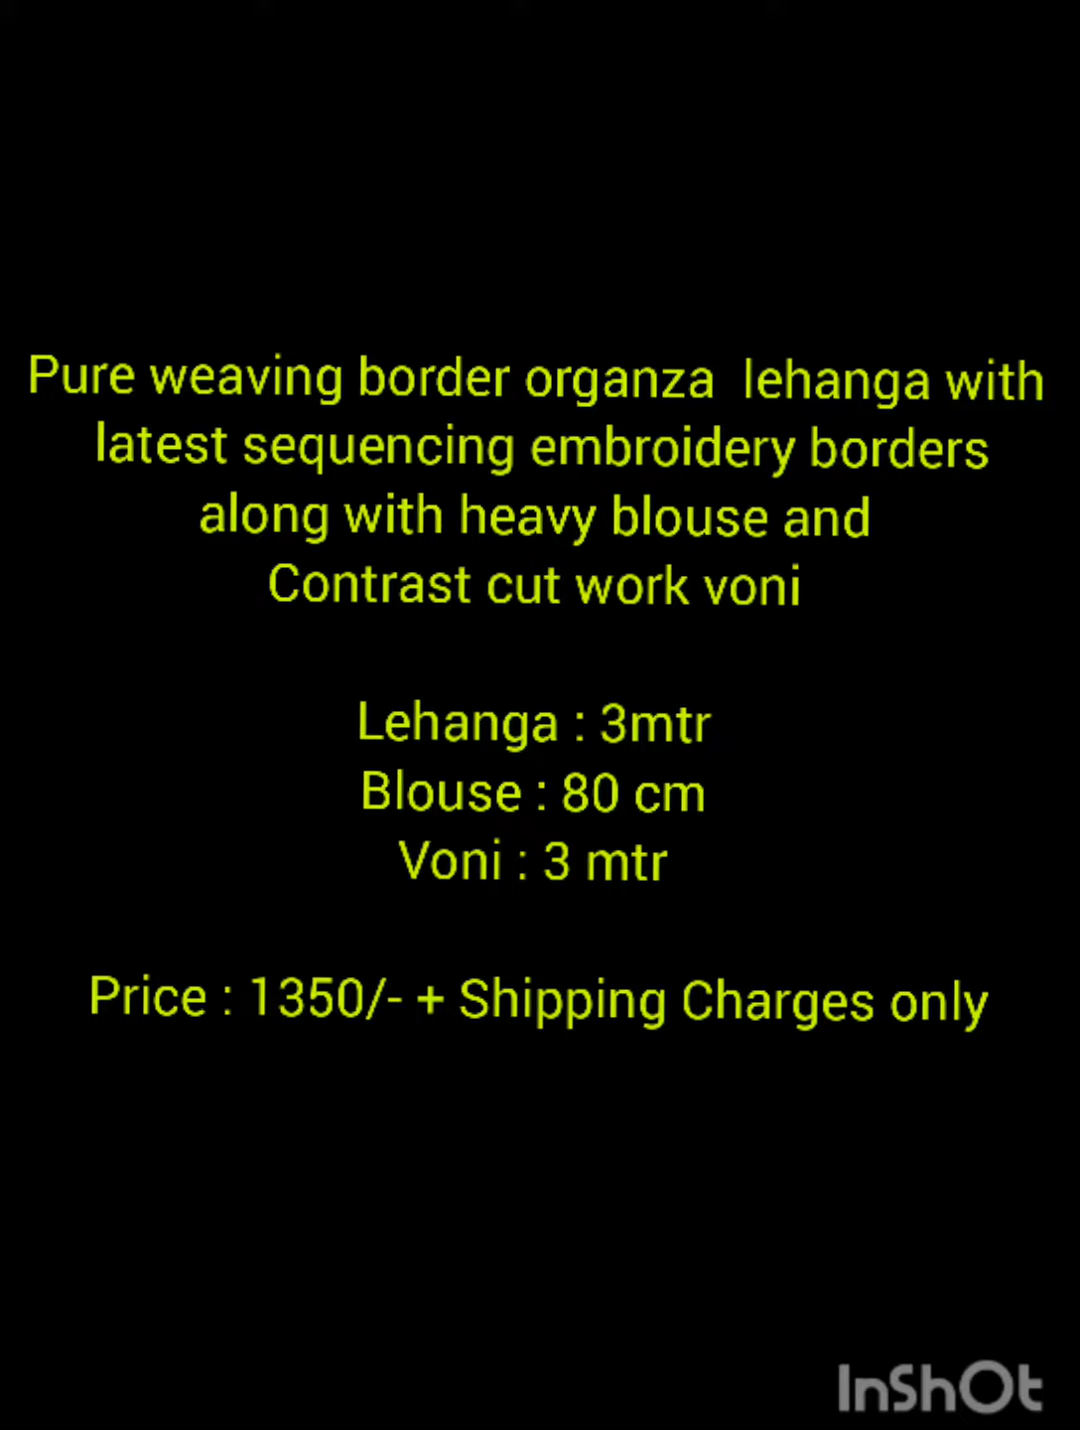 Pure weaving border organza lehanga with
latest sequencing embroidery borders
along with heavy blouse and
Contrast cut work voni
Lehanga : 3mtr
Blouse : 80 cm
Voni : 3 mtr
Price : 1350/- + Shipping Charges only
InShOt